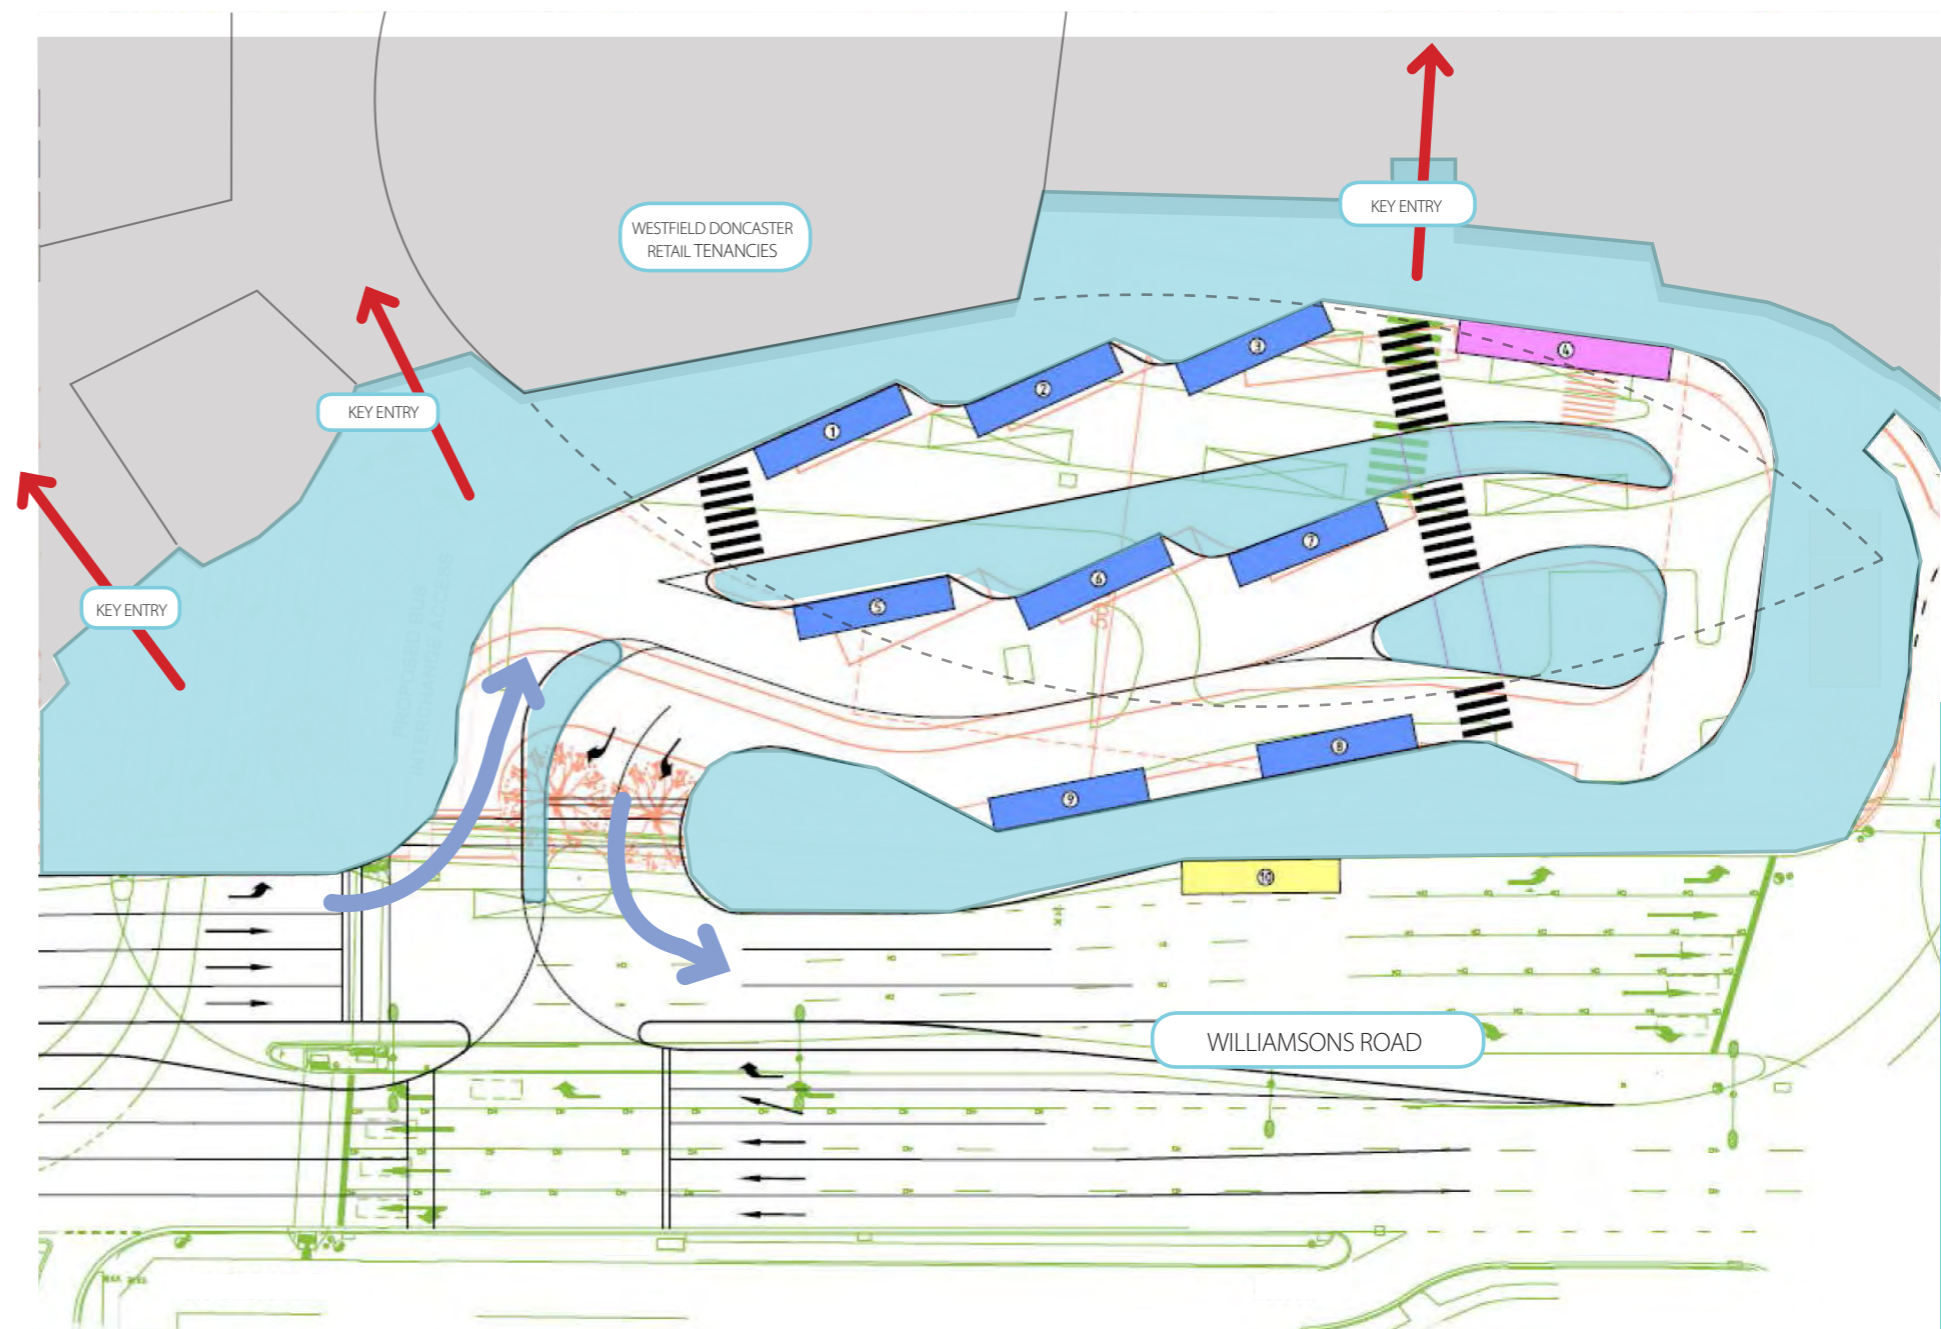 KEY ENTRY
WESTFIELD DONCASTER
RETAIL TENANCIES
KEY ENTRY
KEY ENTRY
PROPOSED BUS
INTERCHANGE ACCESS
1
2
3
4
5
6
7
8
9
10
WILLIAMSONS ROAD